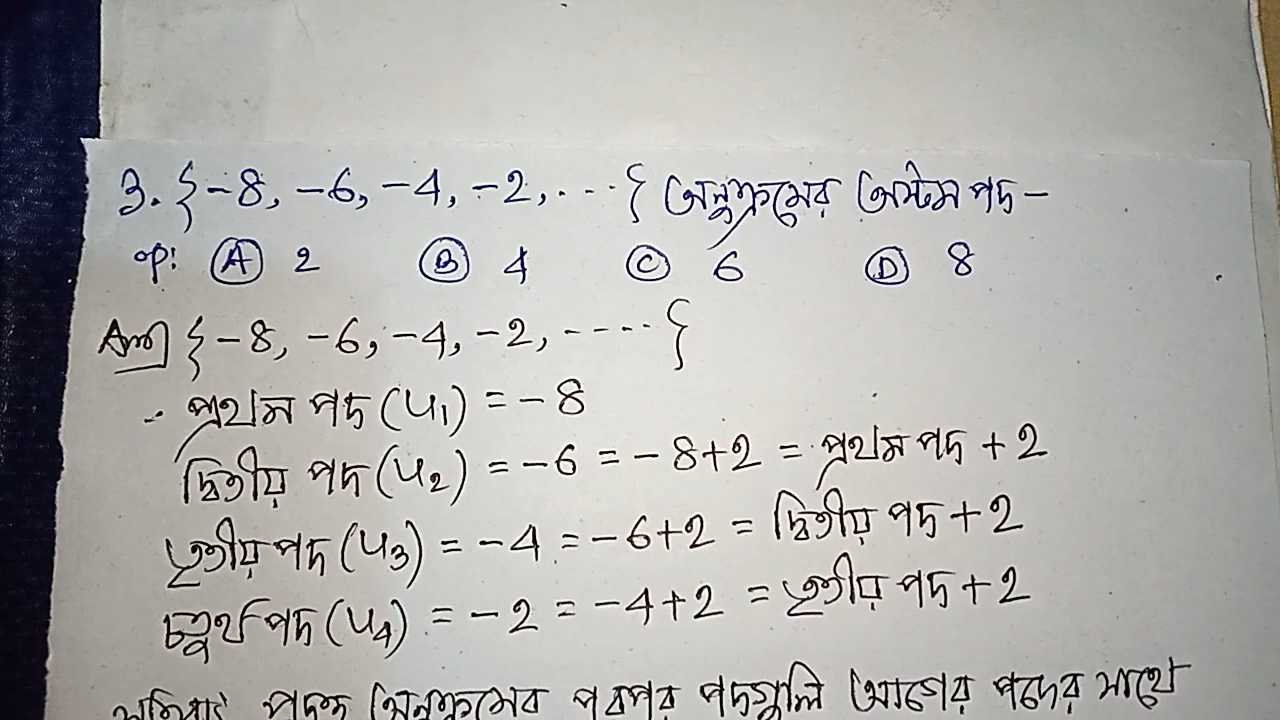 3. {-8, -6, -4, -2, ....} অনুক্রমের অষ্টম পদ -
op: Ⓐ 2 Ⓑ 4 Ⓒ 6 Ⓓ 8
Ans) {-8, -6, -4, -2, ----}
প্রথম পদ (u₁) = -8
দ্বিতীয় পদ (u₂) = -6 = -8+2 = প্রথম পদ + 2
তৃতীয় পদ (u₃) = -4 = -6+2 = দ্বিতীয় পদ + 2
চতুর্থ পদ (u₄) = -2 = -4+2 = তৃতীয় পদ + 2
অনুক্রমের পরপর পদগুলি আগের পদের সাথে